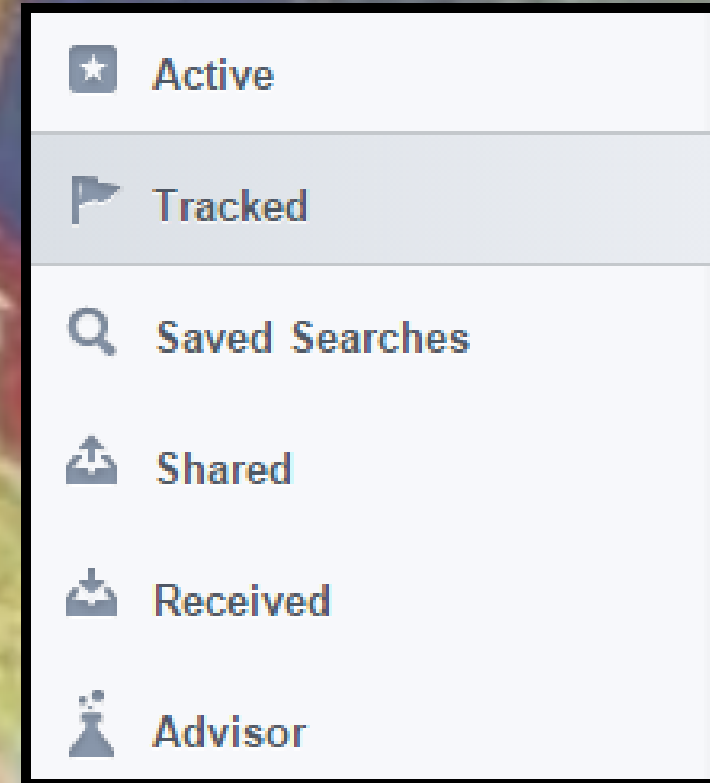 Active
Tracked
Saved Searches
Shared
Received
Advisor